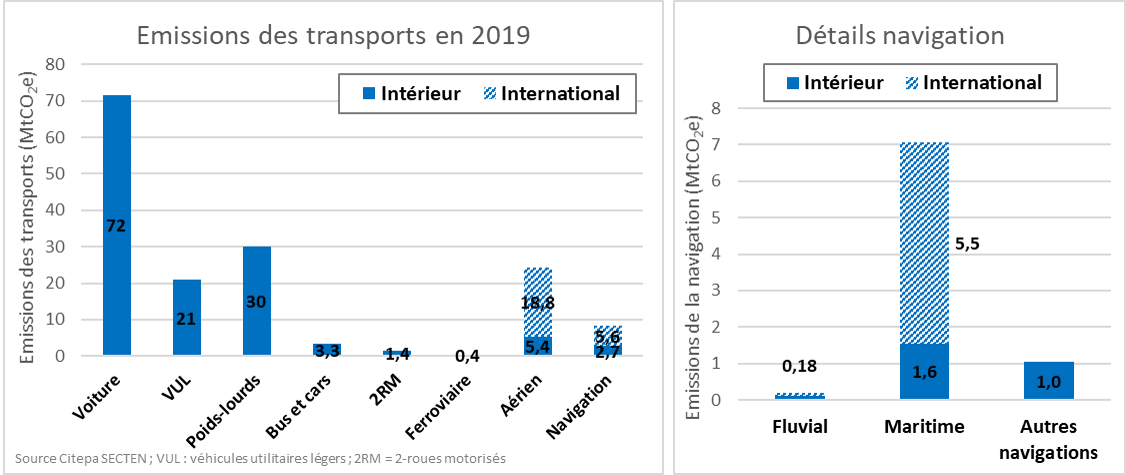 Emissions des transports en 2019
Emissions des transports (MtCO₂e)
80
70
60
50
40
30
20
10
0
Intérieur
International
72
21
30
3,3
1,4
0,4
18,8
5,4
5,6
2,7
Voiture
VUL
Poids-lourds
Bus et cars
2RM
Ferroviaire
Aérien
Navigation
Source Citepa SECTEN ; VUL : véhicules utilitaires légers ; 2RM = 2-roues motorisés
Détails navigation
Emissions de la navigation (MtCO₂e)
Intérieur
International
8
7
6
5
4
3
2
1
0
0,18
5,5
1,6
1,0
Fluvial
Maritime
Autres
navigations